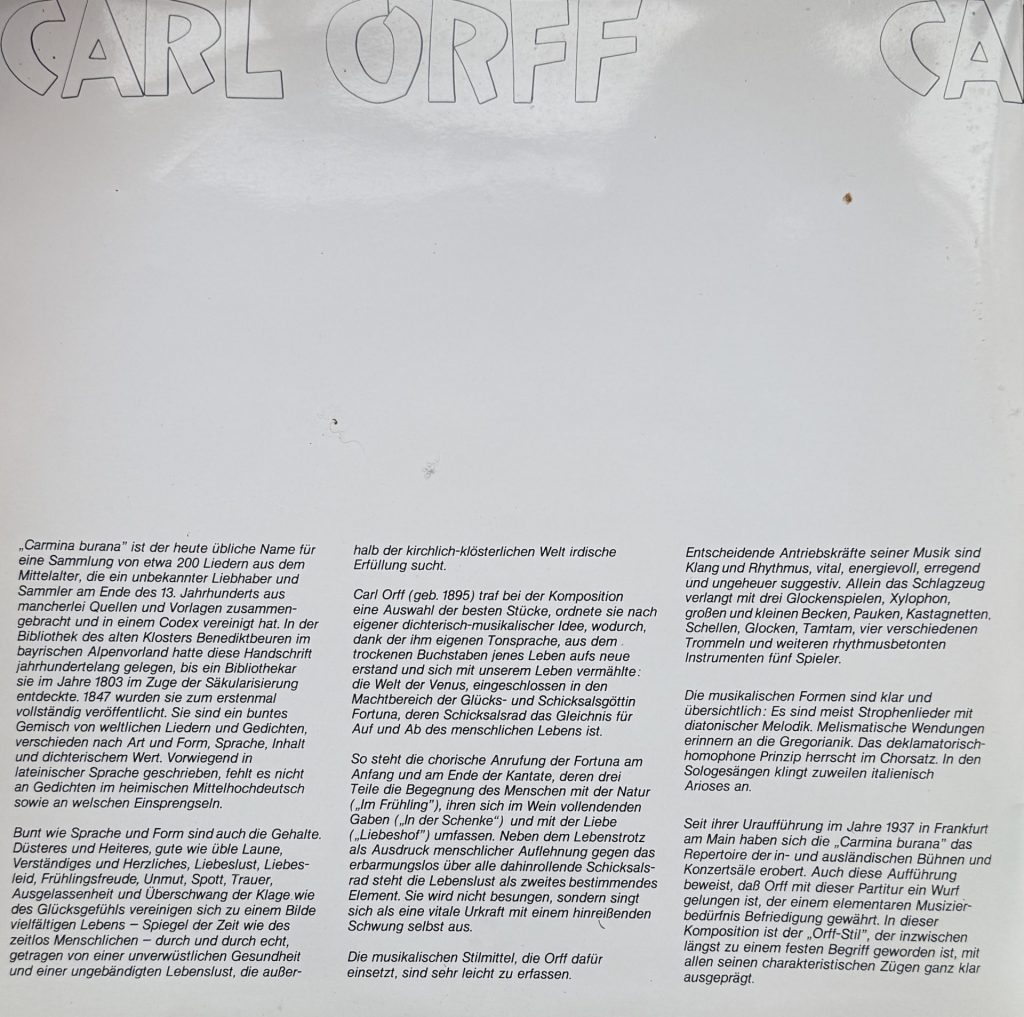 CARL ORFF CA
„Carmina burana" ist der heute übliche Name für
eine Sammlung von etwa 200 Liedern aus dem
Mittelalter, die ein unbekannter Liebhaber und
Sammler am Ende des 13. Jahrhunderts aus
mancherlei Quellen und Vorlagen zusammen-
gebracht und in einem Codex vereinigt hat. In der
Bibliothek des alten Klosters Benediktbeuren im
bayrischen Alpenvorland hatte diese Handschrift
jahrhundertelang gelegen, bis ein Bibliothekar
sie im Jahre 1803 im Zuge der Säkularisierung
entdeckte. 1847 wurden sie zum erstenmal
vollständig veröffentlicht. Sie sind ein buntes
Gemisch von weltlichen Liedern und Gedichten,
verschieden nach Art und Form, Sprache, Inhalt
und dichterischem Wert. Vorwiegend in
lateinischer Sprache geschrieben, fehlt es nicht
an Gedichten im heimischen Mittelhochdeutsch
sowie an welschen Einsprengseln.
Bunt wie Sprache und Form sind auch die Gehalte.
Düsteres und Heiteres, gute wie üble Laune,
Verständiges und Herzliches, Liebeslust, Liebes-
leid, Frühlingsfreude, Unmut, Spott, Trauer,
Ausgelassenheit und Überschwang der Klage wie
des Glücksgefühls vereinigen sich zu einem Bilde
vielfältigen Lebens – Spiegel der Zeit wie des
zeitlos Menschlichen – durch und durch echt,
getragen von einer unverwüstlichen Gesundheit
und einer ungebändigten Lebenslust, die außer-
halb der kirchlich-klösterlichen Welt irdische
Erfüllung sucht.
Carl Orff (geb. 1895) traf bei der Komposition
eine Auswahl der besten Stücke, ordnete sie nach
eigener dichterisch-musikalischer Idee, wodurch,
dank der ihm eigenen Tonsprache, aus dem
trockenen Buchstaben jenes Leben aufs neue
erstand und sich mit unserem Leben vermählte:
die Welt der Venus, eingeschlossen in den
Machtbereich der Glücks- und Schicksalsgöttin
Fortuna, deren Schicksalsrad das Gleichnis für
Auf und Ab des menschlichen Lebens ist.
So steht die chorische Anrufung der Fortuna am
Anfang und am Ende der Kantate, deren drei
Teile die Begegnung des Menschen mit der Natur
(„Im Frühling"), ihren sich im Wein vollendenden
Gaben („In der Schenke") und mit der Liebe
(„Liebeshof") umfassen. Neben dem Lebenstrotz
als Ausdruck menschlicher Auflehnung gegen das
erbarmungslos über alle dahinrollende Schicksals-
rad steht die Lebenslust als zweites bestimmendes
Element. Sie wird nicht besungen, sondern singt
sich als eine vitale Urkraft mit einem hinreißenden
Schwung selbst aus.
Die musikalischen Stilmittel, die Orff dafür
einsetzt, sind sehr leicht zu erfassen.
Entscheidende Antriebskräfte seiner Musik sind
Klang und Rhythmus, vital, energievoll, erregend
und ungeheuer suggestiv. Allein das Schlagzeug
verlangt mit drei Glockenspielen, Xylophon,
großen und kleinen Becken, Pauken, Kastagnetten,
Schellen, Glocken, Tamtam, vier verschiedenen
Trommeln und weiteren rhythmusbetonten
Instrumenten fünf Spieler.
Die musikalischen Formen sind klar und
übersichtlich: Es sind meist Strophenlieder mit
diatonischer Melodik. Melismatische Wendungen
erinnern an die Gregorianik. Das deklamatorisch-
homophone Prinzip herrscht im Chorsatz. In den
Sologesängen klingt zuweilen italienisch
Arioses an.
Seit ihrer Uraufführung im Jahre 1937 in Frankfurt
am Main haben sich die „Carmina burana" das
Repertoire der in- und ausländischen Bühnen und
Konzertsäle erobert. Auch diese Aufführung
beweist, daß Orff mit dieser Partitur ein Wurf
gelungen ist, der einem elementaren Musizier-
bedürfnis Befriedigung gewährt. In dieser
Komposition ist der „Orff-Stil", der inzwischen
längst zu einem festen Begriff geworden ist, mit
allen seinen charakteristischen Zügen ganz klar
ausgeprägt.